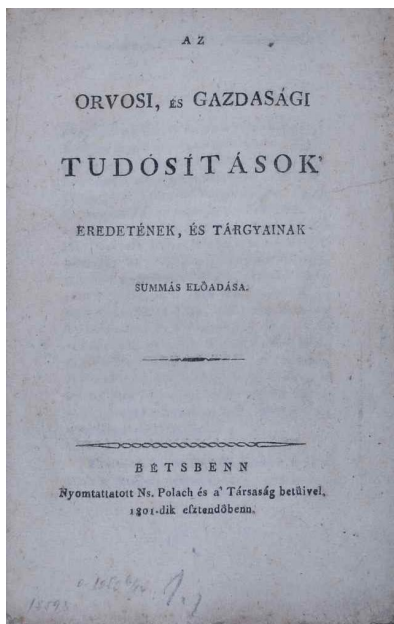 AZ
ORVOSI, ÉS GAZDASÁGI
TUDÓSÍTÁSOK'
EREDETÉNEK, ÉS TÁRGYAINAK
SUMMÁS ELŐADÁSA.
BÉTSBENN
Nyomtattatott Ns. Polach és a' Társaság betűivel,
1801-dik esztendőbenn.